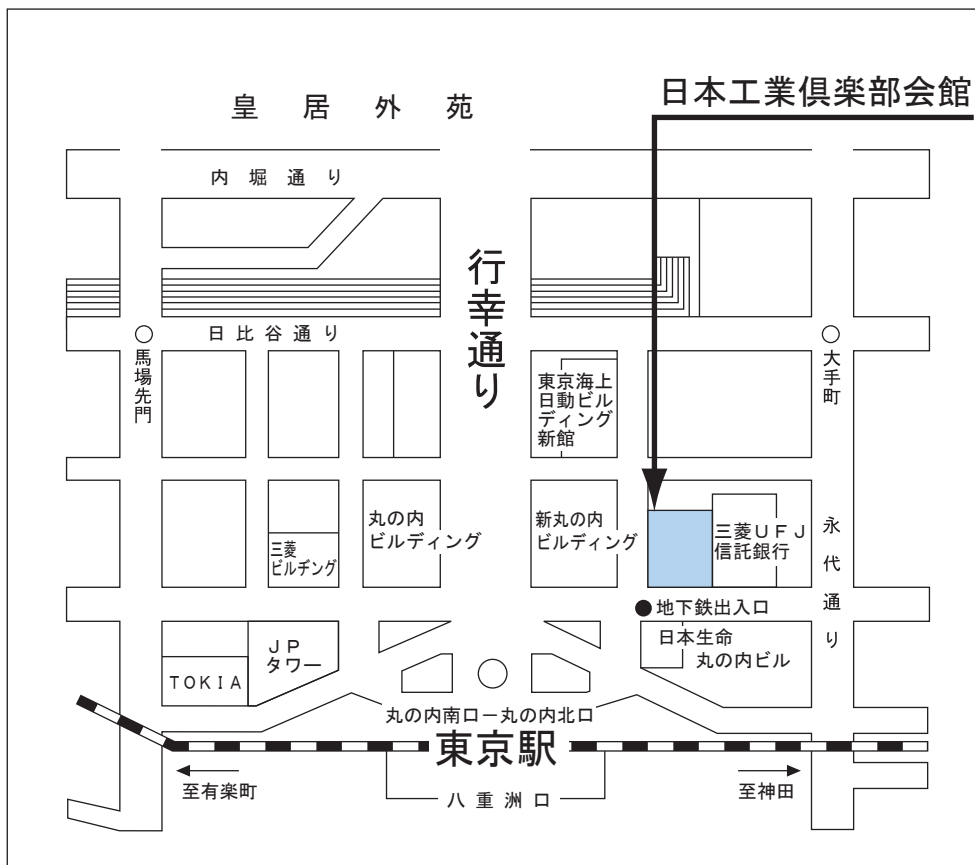 日本工業倶楽部会館
皇居外苑
内堀通り
行幸通り
日比谷通り
馬場先門
大手町
東京海上
日動ビル
ディング
新館
丸の内
ビルディング
新丸の内
ビルディング
三菱UFJ
信託銀行
三菱
ビルヂング
永代通り
地下鉄出入口
日本生命
丸の内ビル
JP
タワー
TOKIA
丸の内南口ー丸の内北口
東京駅
至有楽町
八重洲口
至神田